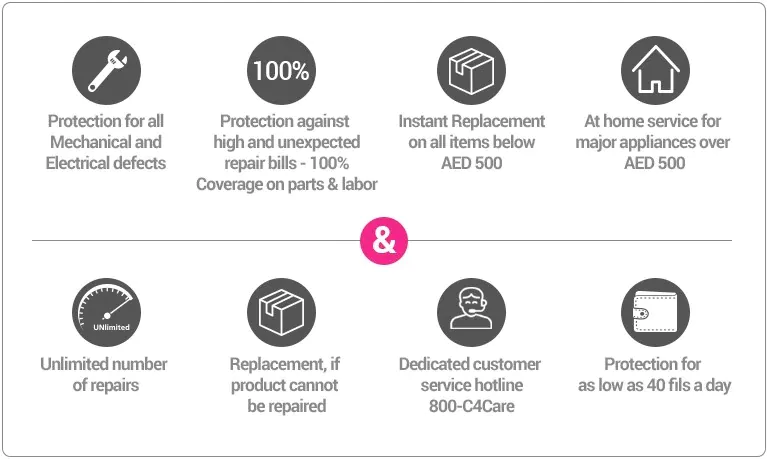 Protection for all
Mechanical and
Electrical defects
100%
Protection against
high and unexpected
repair bills - 100%
Coverage on parts & labor
Instant Replacement
on all items below
AED 500
At home service for
major appliances over
AED 500
&
UNlimited
Unlimited number
of repairs
Replacement, if
product cannot
be repaired
Dedicated customer
service hotline
800-C4Care
Protection for
as low as 40 fils a day